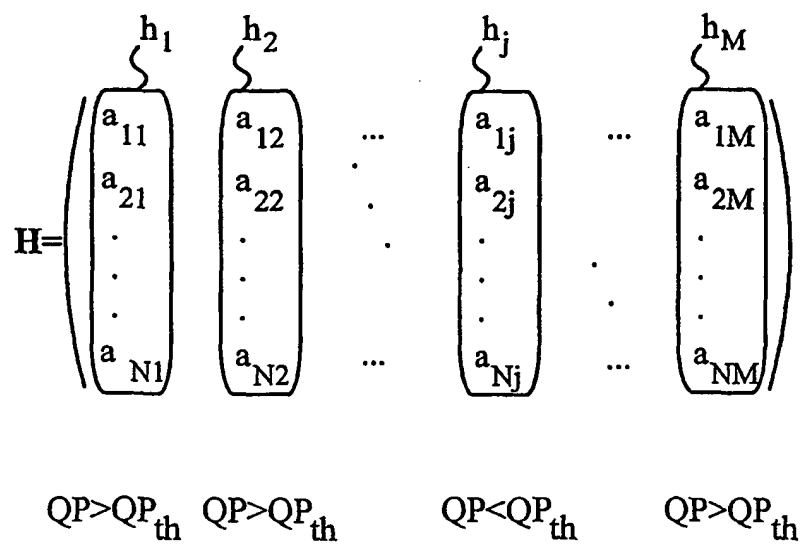 h1 h2 hj hM
a11 a12 ... a1j ... a1M
a21 a22 a2j a2M
H=
aN1 aN2 ... aNj ... aNM
QP>QPth QP>QPth QP<QPth QP>QPth